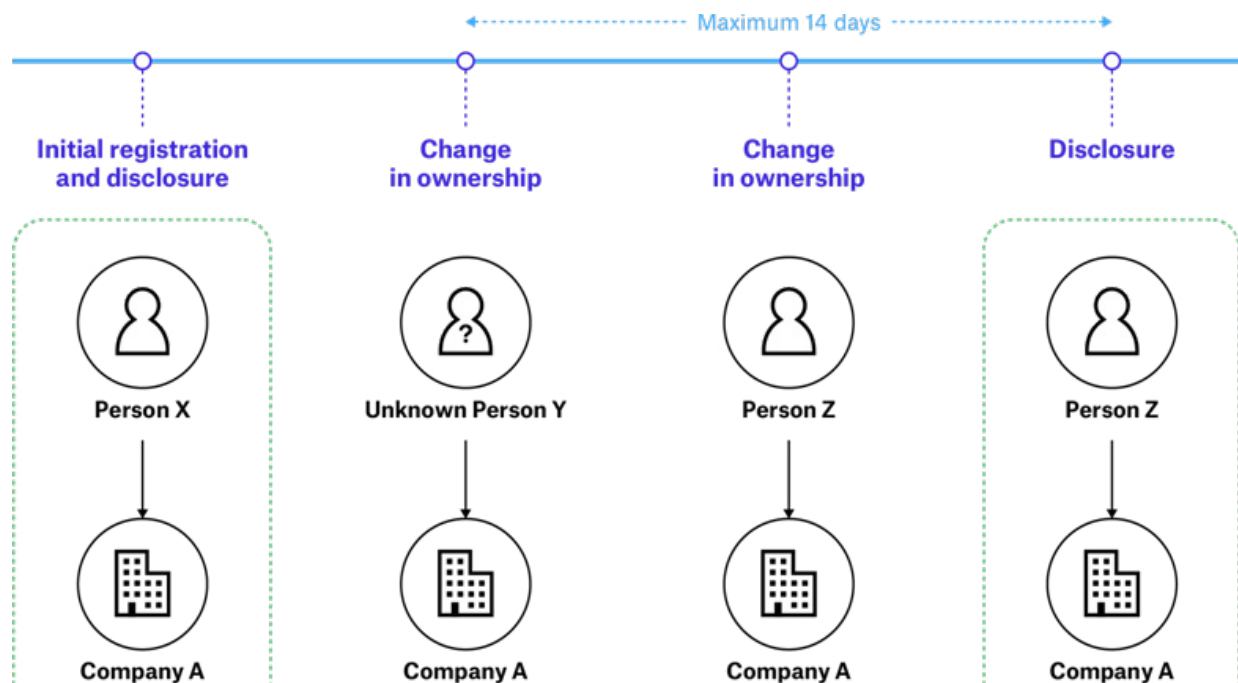 Maximum 14 days
Initial registration
and disclosure
Change
in ownership
Change
in ownership
Disclosure
?
Person X
Unknown Person Y
Person Z
Person Z
Company A
Company A
Company A
Company A